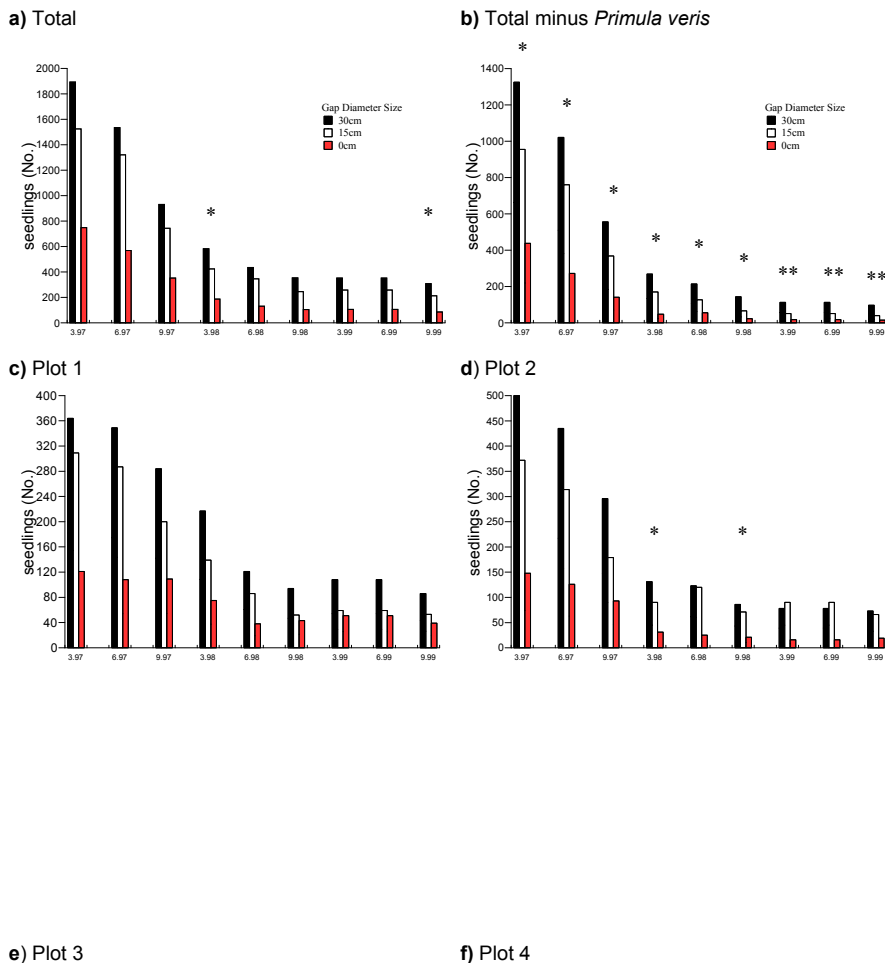 a) Total
b) Total minus Primula veris
* * * * * * ** ** **
* *
seedlings (No.)
2000
1800
1600
1400
1200
1000
800
600
400
200
0
Gap Diameter Size
30cm
15cm
0cm
3.97 6.97 9.97 3.98 6.98 9.98 3.99 6.99 9.99
seedlings (No.)
1400
1200
1000
800
600
400
200
0
Gap Diameter Size
30cm
15cm
0cm
3.97 6.97 9.97 3.98 6.98 9.98 3.99 6.99 9.99
c) Plot 1
d) Plot 2
seedlings (No.)
400
360
320
280
240
200
160
120
80
40
0
3.97 6.97 9.97 3.98 6.98 9.98 3.99 6.99 9.99
seedlings (No.)
500
450
400
350
300
250
200
150
100
50
0
* *
3.97 6.97 9.97 3.98 6.98 9.98 3.99 6.99 9.99
e) Plot 3
f) Plot 4